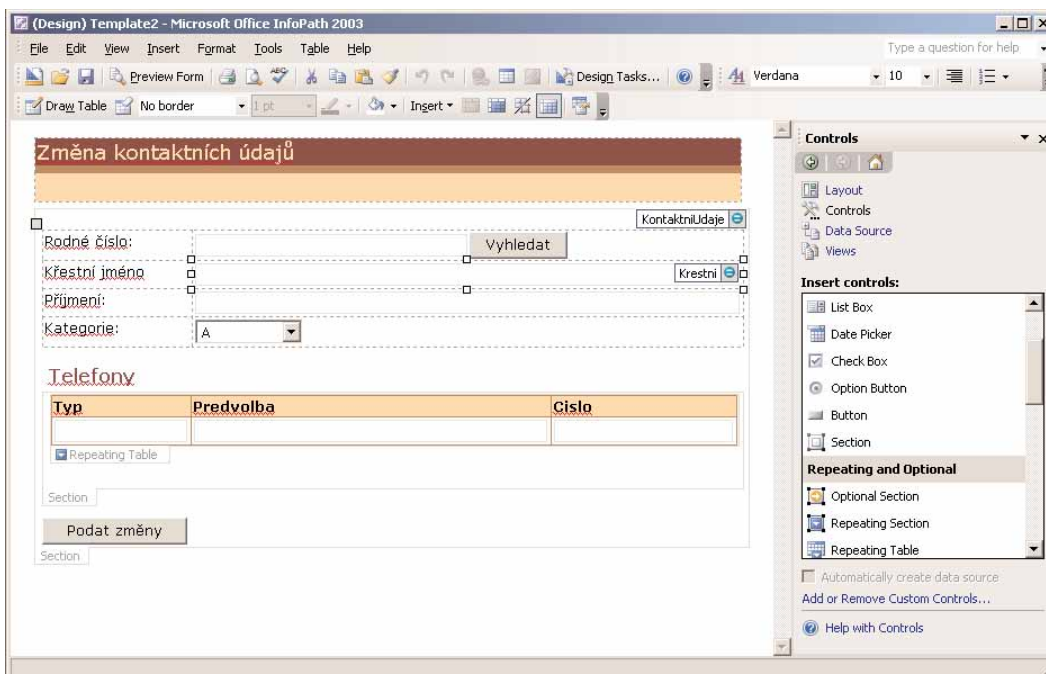 (Design) Template2 - Microsoft Office InfoPath 2003
File Edit View Insert Format Tools Table Help
Type a question for help
Preview Form
Design Tasks...
Verdana
10
Draw Table
No border
1 pt
Insert
Změna kontaktních údajů
KontaktniUdaje
Rodné číslo:
Vyhledat
Křestní jméno
Krestni
Příjmení:
Kategorie:
A
Telefony
Typ
Predvolba
Cislo
Repeating Table
Section
Podat změny
Section
Controls
Layout
Controls
Data Source
Views
Insert controls:
List Box
Date Picker
Check Box
Option Button
Button
Section
Repeating and Optional
Optional Section
Repeating Section
Repeating Table
Automatically create data source
Add or Remove Custom Controls...
Help with Controls